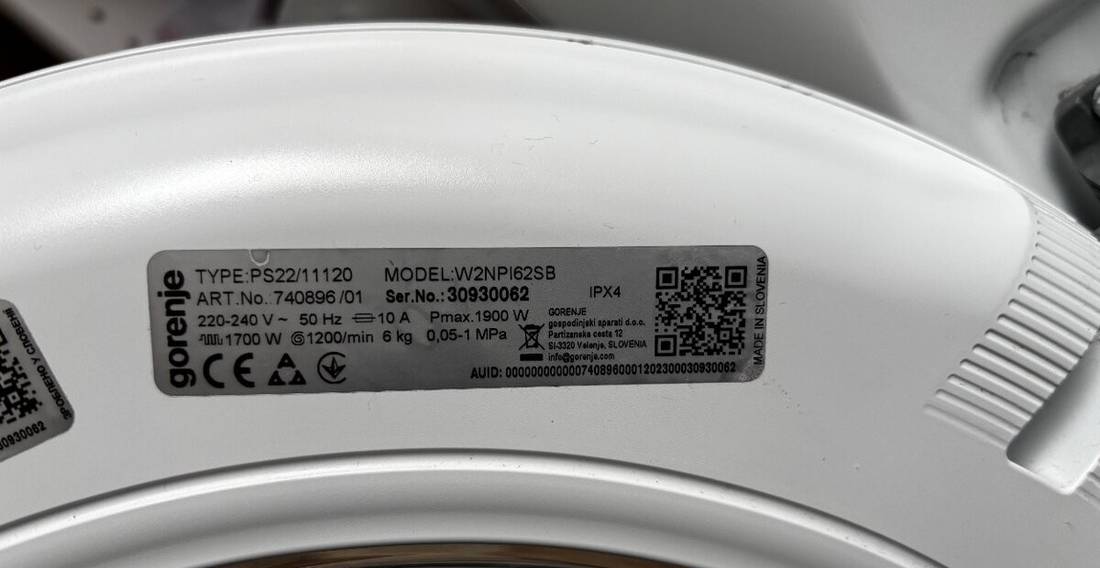 gorenje
TYPE:PS22/11120 MODEL:W2NPI62SB
ART.No.:740896/01 Ser.No.:30930062 IPX4
220-240 V ~ 50 Hz 10 A Pmax.1900 W
1700 W 1200/min 6 kg 0,05-1 MPa
GORENJE
gospodinjski aparati d.o.o.
Partizanska cesta 12
SI-3320 Velenje, SLOVENIA
info@gorenje.com
CE
AUID: 0000000000007408960001202300030930062
MADE IN SLOVENIA
30930062